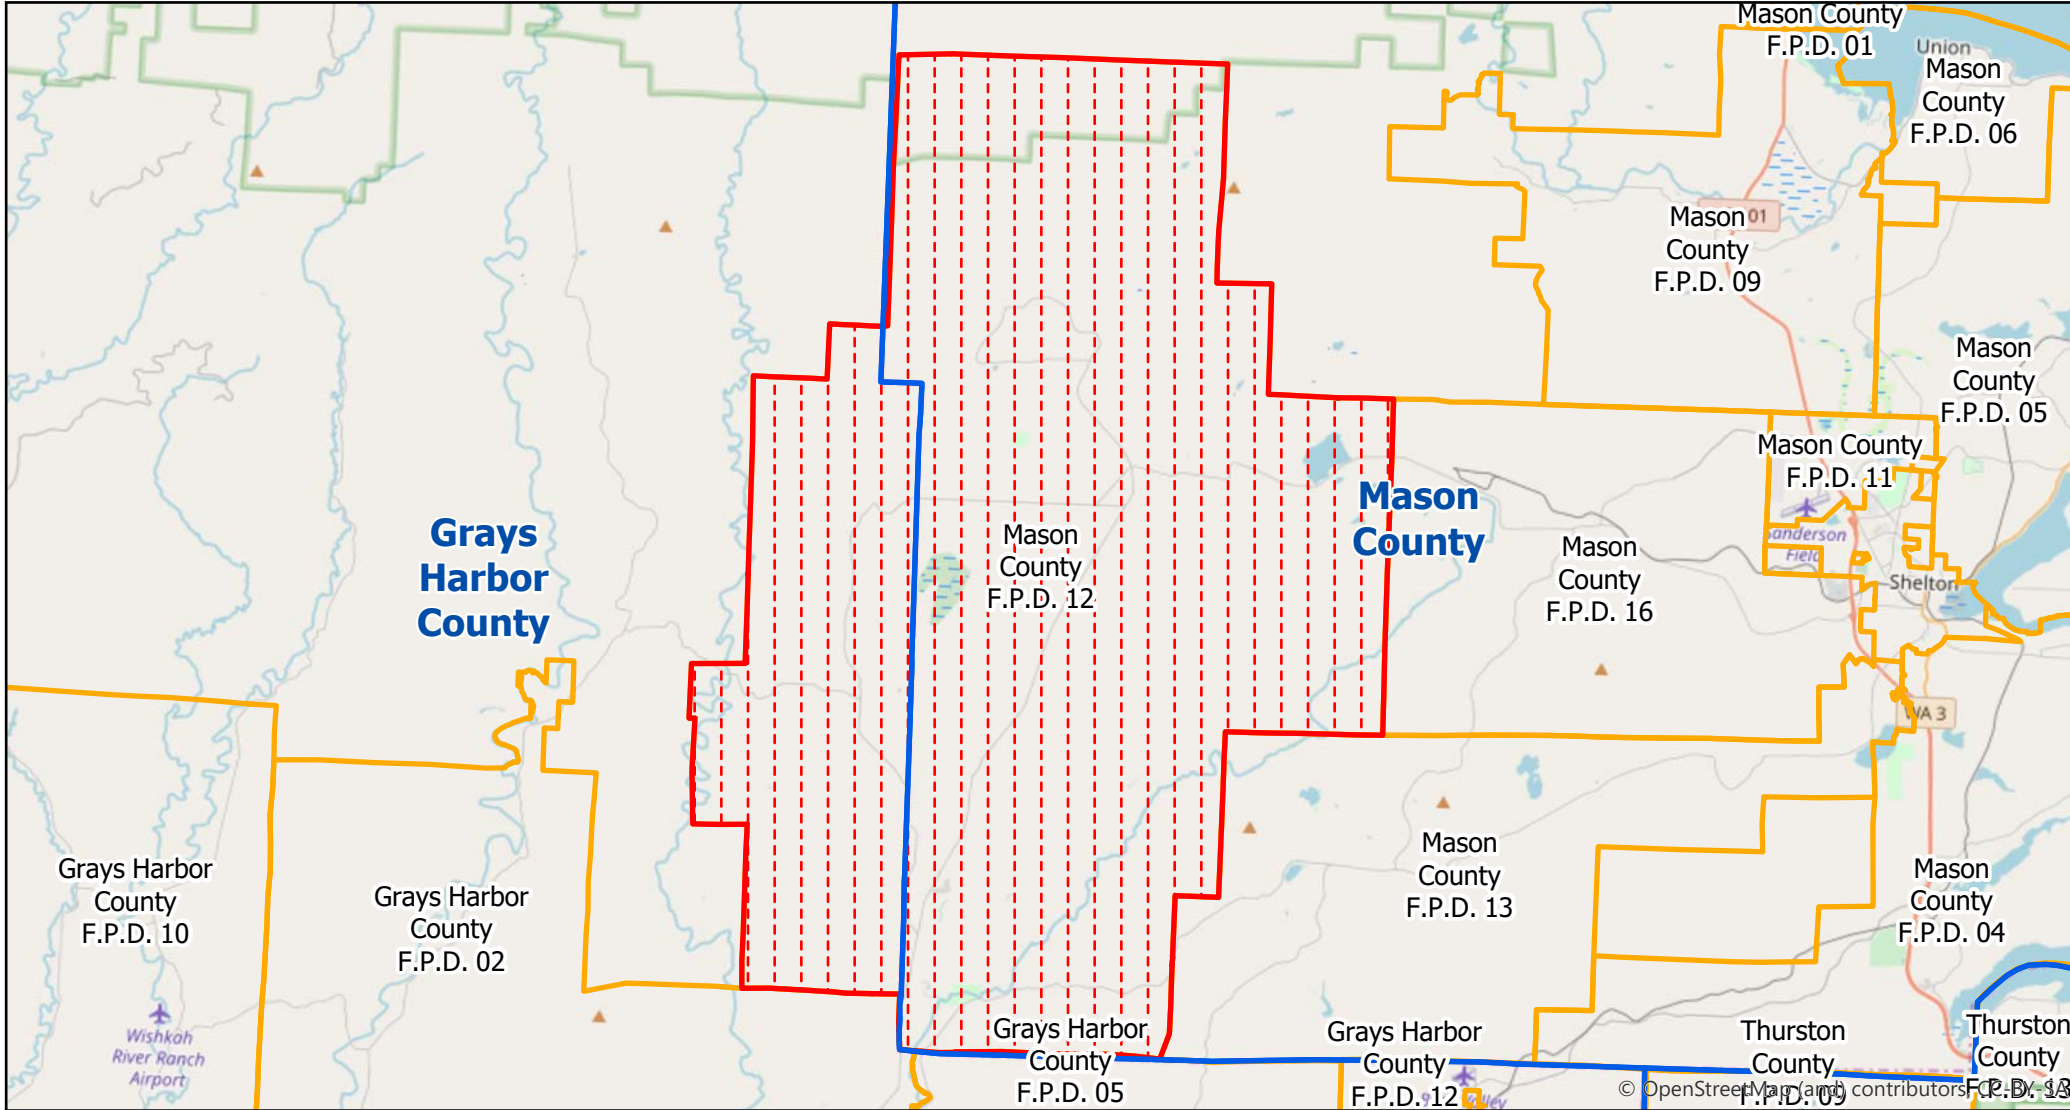 Mason County
F.P.D. 01
Union
Mason
County
F.P.D. 06
Mason
County
F.P.D. 09
01
Mason
County
F.P.D. 05
Mason County
F.P.D. 11
Sanderson
Field
Shelton
Mason
County
Mason
County
F.P.D. 12
Mason
County
F.P.D. 16
Grays
Harbor
County
WA 3
Grays Harbor
County
F.P.D. 10
Grays Harbor
County
F.P.D. 02
Mason
County
F.P.D. 13
Mason
County
F.P.D. 04
Wishkah
River Ranch
Airport
Grays Harbor
County
F.P.D. 05
Grays Harbor
County
F.P.D. 12
Thurston
County
F.P.D. 09
Thurston
County
F.P.D. 13
© OpenStreetMap (and) contributors, CC-BY-SA